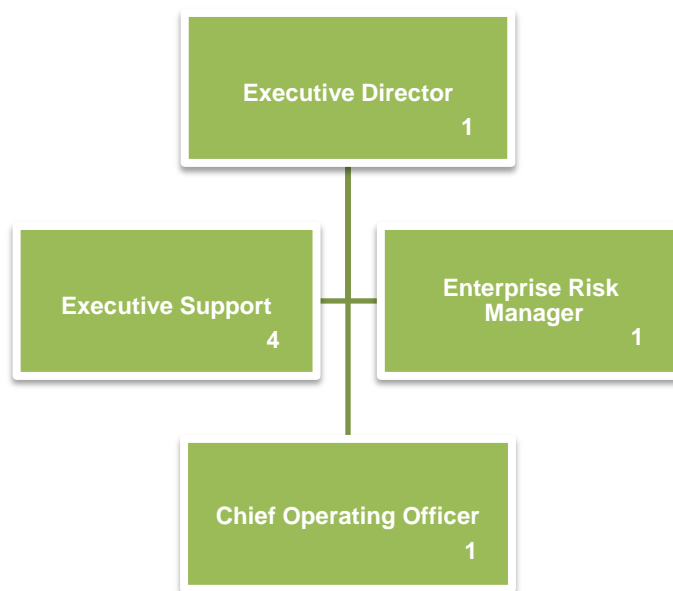 Executive Director
1
Executive Support
4
Enterprise Risk
Manager
1
Chief Operating Officer
1